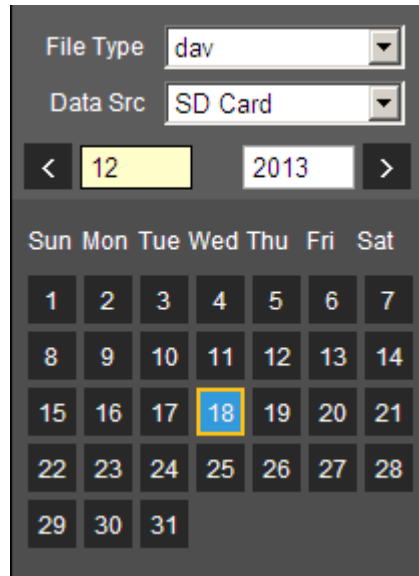 File Type dav
Data Src SD Card
< 12 2013 >
Sun Mon Tue Wed Thu Fri Sat
1 2 3 4 5 6 7
8 9 10 11 12 13 14
15 16 17 18 19 20 21
22 23 24 25 26 27 28
29 30 31